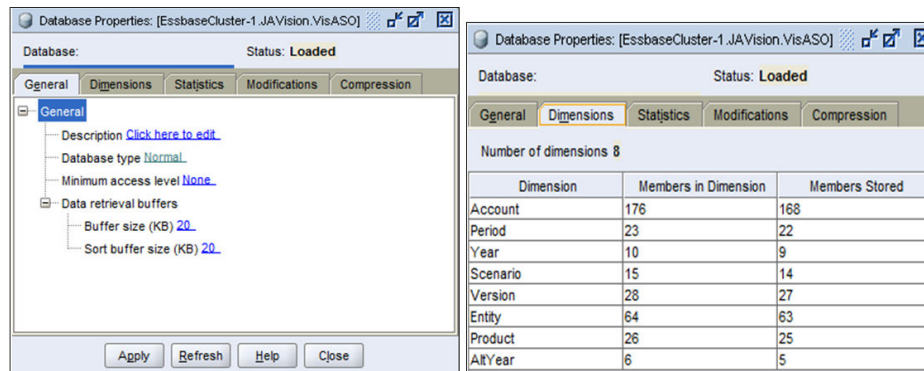 Database Properties: [EssbaseCluster-1.JAVision.VisASO]
Database: Status: Loaded
General Dimensions Statistics Modifications Compression
General
Description Click here to edit
Database type Normal
Minimum access level None
Data retrieval buffers
Buffer size (KB) 20
Sort buffer size (KB) 20
Apply Refresh Help Close
Database Properties: [EssbaseCluster-1.JAVision.VisASO]
Database: Status: Loaded
General Dimensions Statistics Modifications Compression
Number of dimensions 8
Dimension Members in Dimension Members Stored
Account 176 168
Period 23 22
Year 10 9
Scenario 15 14
Version 28 27
Entity 64 63
Product 26 25
AltYear 6 5